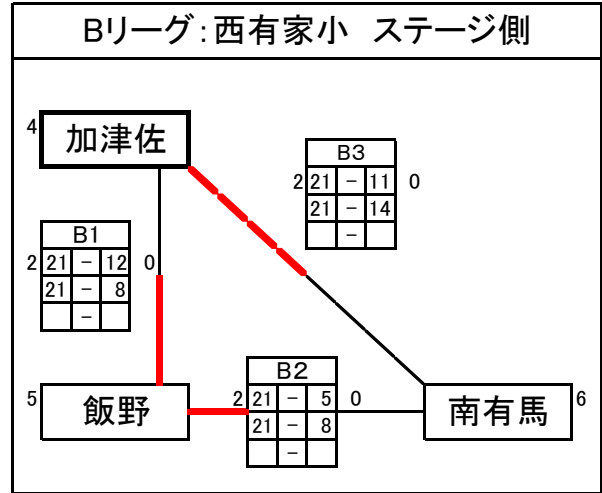 Bリーグ:西有家小 ステージ側
4 加津佐
B3
2 21 - 11 0
21 - 14
-
B1
2 21 - 12 0
21 - 8
-
B2
5 飯野 2 21 - 5 0 南有馬 6
21 - 8
-